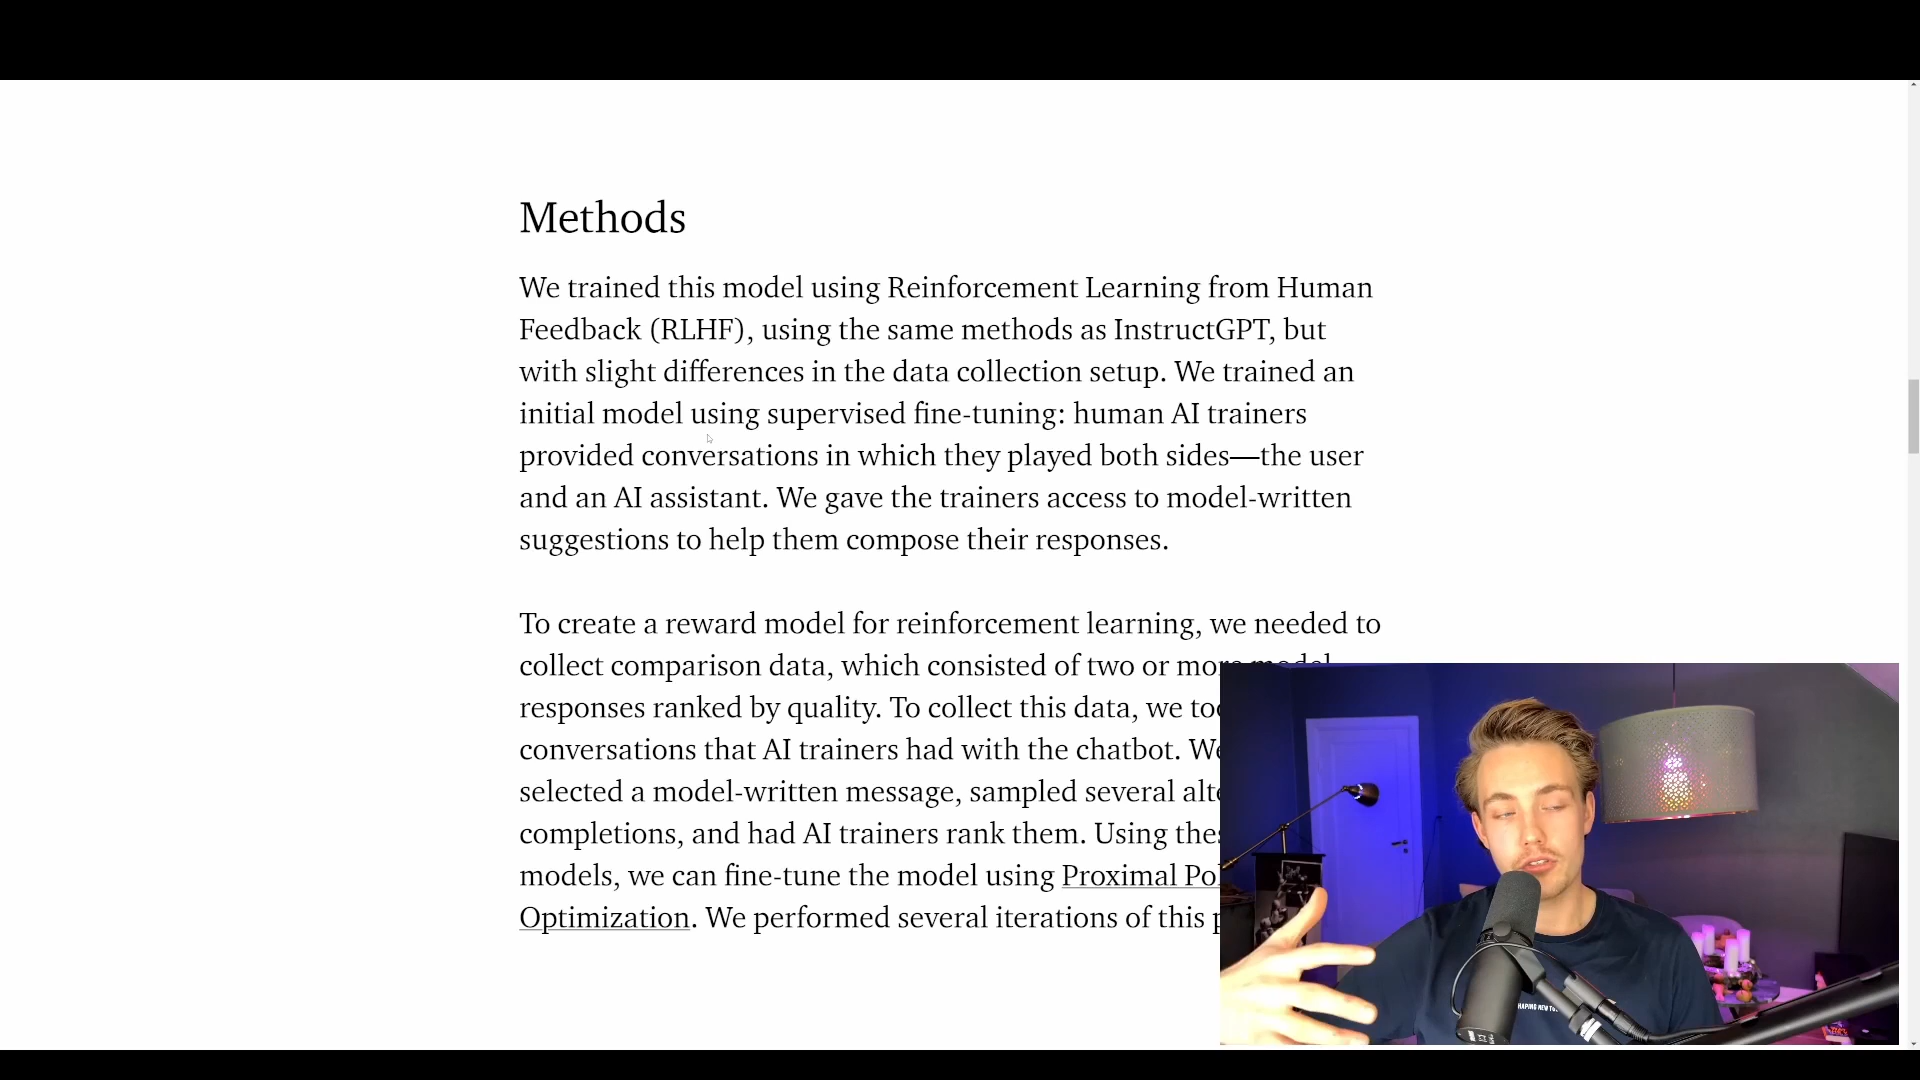 Methods
We trained this model using Reinforcement Learning from Human
Feedback (RLHF), using the same methods as InstructGPT, but
with slight differences in the data collection setup. We trained an
initial model using supervised fine-tuning: human AI trainers
provided conversations in which they played both sides—the user
and an AI assistant. We gave the trainers access to model-written
suggestions to help them compose their responses.
To create a reward model for reinforcement learning, we needed to
collect comparison data, which consisted of two or more model
responses ranked by quality. To collect this data, we
conversations that AI trainers had with the chatbot. We
selected a model-written message, sampled several
completions, and had AI trainers rank them. Using
models, we can fine-tune the model using Proximal
Optimization. We performed several iterations of this
NEW